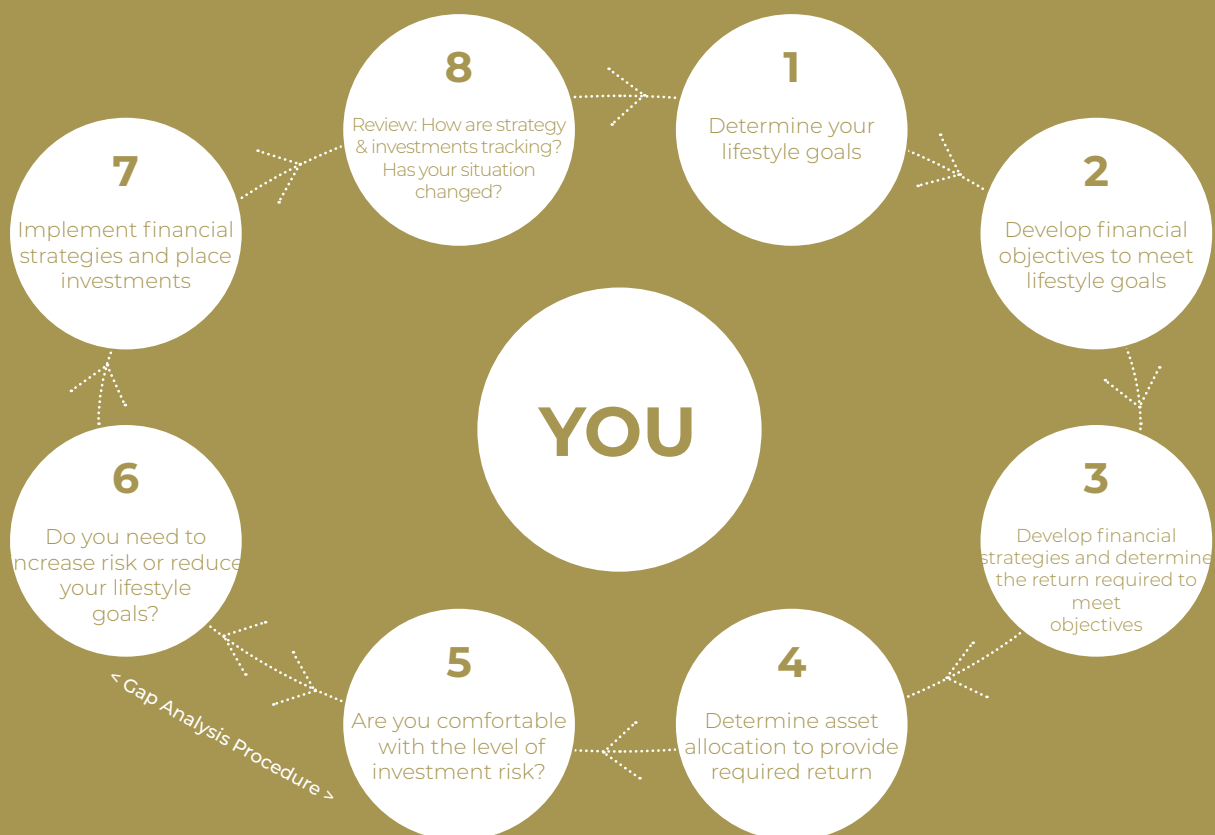 8
Review: How are strategy
& investments tracking?
Has your situation
changed?
1
Determine your
lifestyle goals
2
Develop financial
objectives to meet
lifestyle goals
3
Develop financial
strategies and determine
the return required to
meet
objectives
4
Determine asset
allocation to provide
required return
5
Are you comfortable
with the level of
investment risk?
6
Do you need to
ncrease risk or reduce
your lifestyle
goals?
7
Implement financial
strategies and place
investments
YOU
< Gap Analysis Procedure >